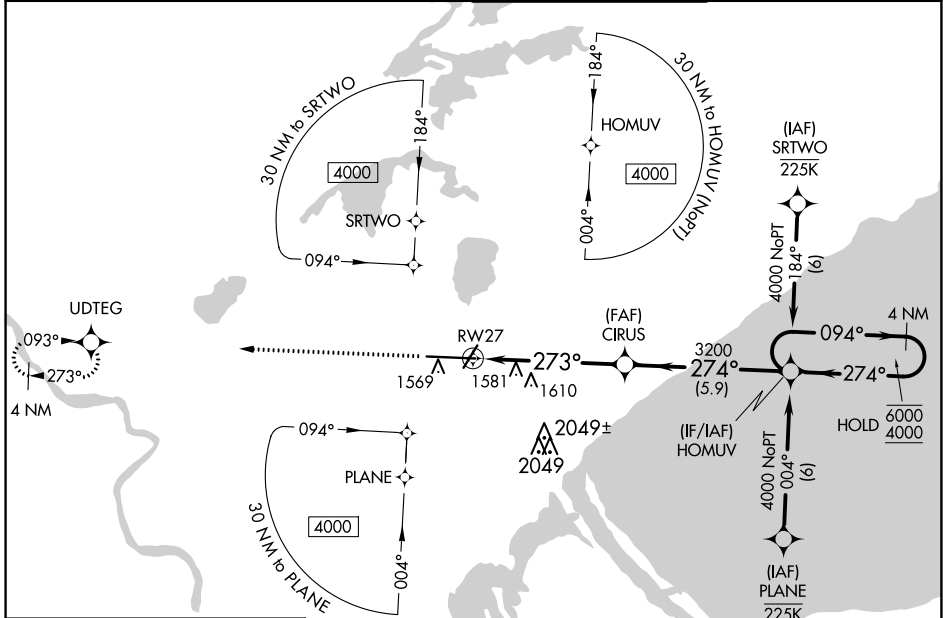 30 NM to SRTWO
184°
4000
SRTWO
094°
184°
30 NM to HOMUV (NoPT)
HOMUV
4000
004°
(IAF)
SRTWO
225K
4000 NoPT
184°
(6)
UDTEG
093°
273°
4 NM
RW27
1569
1581
1610
273°
(FAF)
CIRUS
3200
274°
(5.9)
094°
4 NM
274°
HOLD
6000
4000
(IF/IAF)
HOMUV
2049±
2049
094°
PLANE
4000
004°
30 NM to PLANE
4000 NoPT
004°
(6)
(IAF)
PLANE
225K